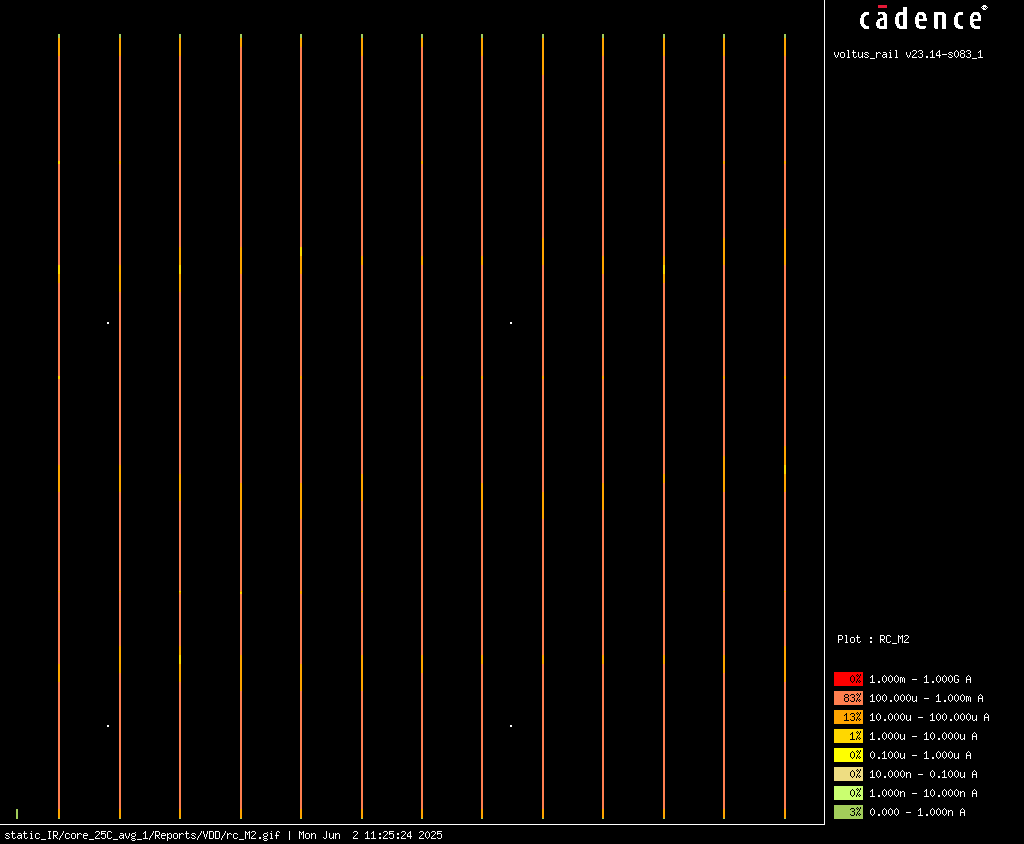 cādence®
voltus_rail v23.14-s083_1
Plot : RC_M2
0% 1.000m - 1.000G A
83% 100.000u - 1.000m A
13% 10.000u - 100.000u A
1% 1.000u - 10.000u A
0% 0.100u - 1.000u A
0% 10.000n - 0.100u A
0% 1.000n - 10.000n A
3% 0.000 - 1.000n A
static_IR/core_25C_avg_1/Reports/VDD/rc_M2.gif | Mon Jun  2 11:25:24 2025